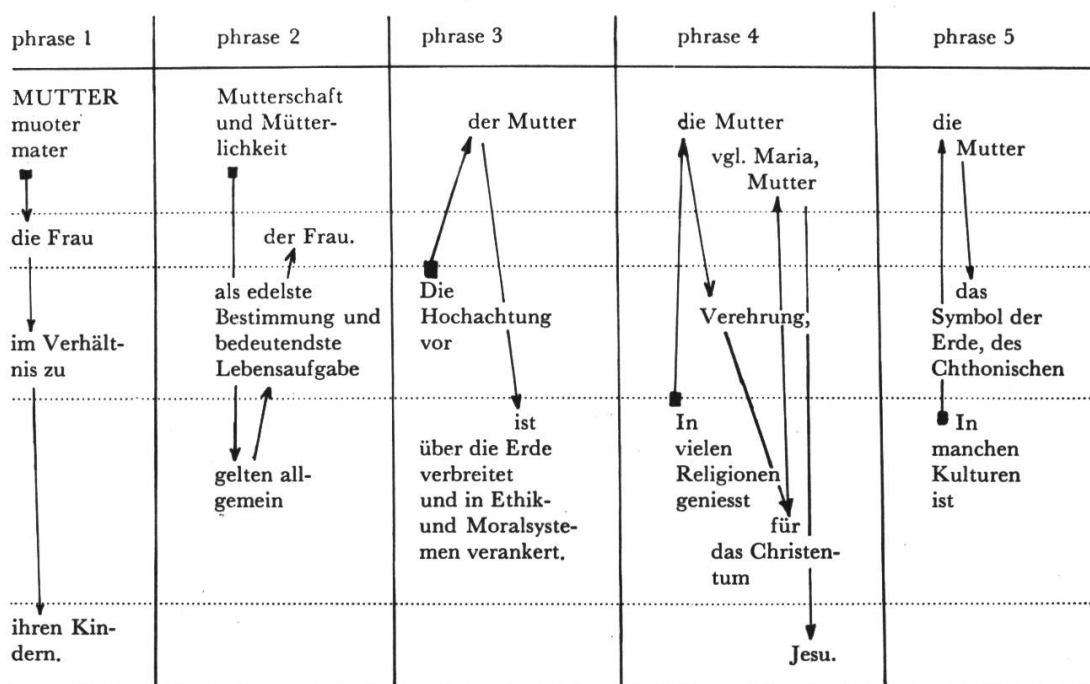 phrase 1
phrase 2
phrase 3
phrase 4
phrase 5
MUTTER
muoter
mater
die Frau
im Verhält-
nis zu
ihren Kin-
dern.
Mutterschaft
und Mütter-
lichkeit
der Frau.
als edelste
Bestimmung und
bedeutendste
Lebensaufgabe
gelten all-
gemein
der Mutter
Die
Hochachtung
vor
ist
über die Erde
verbreitet
und in Ethik-
und Moralsyste-
men verankert.
die Mutter
vgl. Maria,
Mutter
Verehrung,
In
vielen
Religionen
geniesst
für
das Christen-
tum
Jesu.
die
Mutter
das
Symbol der
Erde, des
Chthonischen
In
manchen
Kulturen
ist